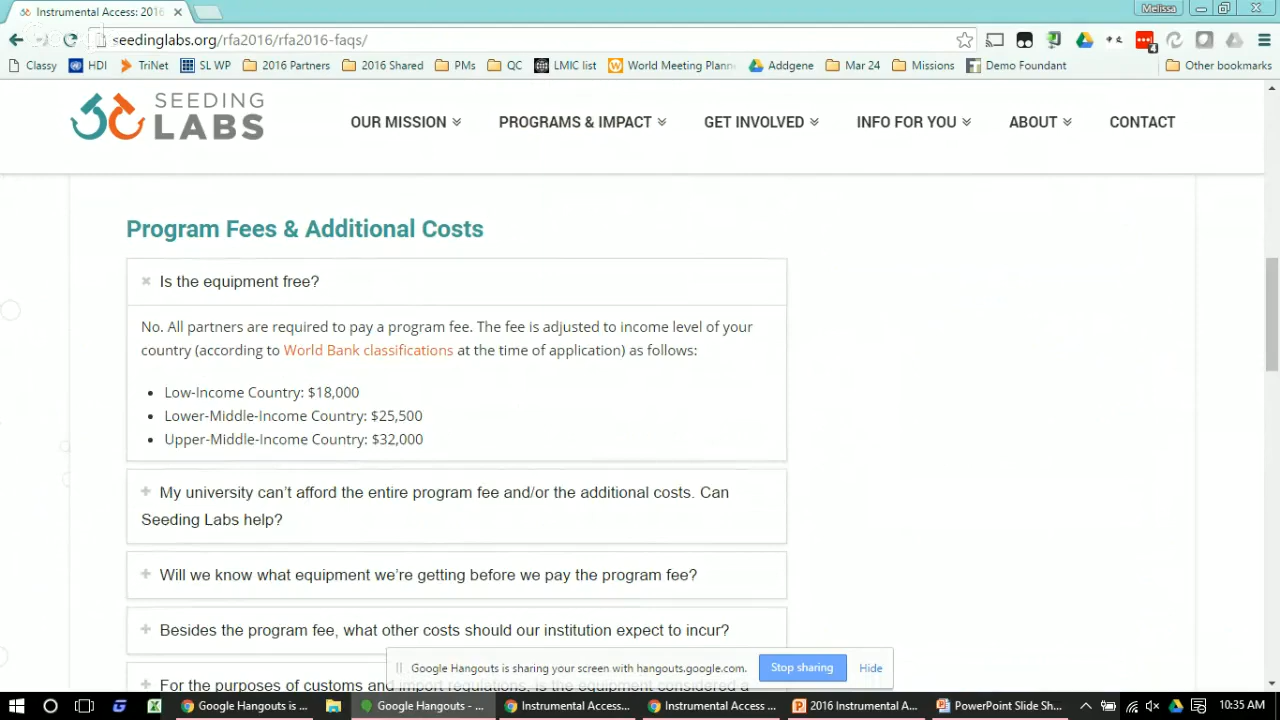 Instrumental Access: 2016
Melissa
seedinglabs.org/rfa2016/rfa2016-faqs/
Classy
HDI
TriNet
SL WP
2016 Partners
2016 Shared
PMs
QC
LMIC list
World Meeting Plann
Addgene
Mar 24
Missions
Demo Foundant
Other bookmarks
SEEDING
LABS
OUR MISSION
PROGRAMS & IMPACT
GET INVOLVED
INFO FOR YOU
ABOUT
CONTACT
Program Fees & Additional Costs
Is the equipment free?
No. All partners are required to pay a program fee. The fee is adjusted to income level of your
country (according to World Bank classifications at the time of application) as follows:
Low-Income Country: $18,000
Lower-Middle-Income Country: $25,500
Upper-Middle-Income Country: $32,000
My university can't afford the entire program fee and/or the additional costs. Can
Seeding Labs help?
Will we know what equipment we're getting before we pay the program fee?
Besides the program fee, what other costs should our institution expect to incur?
Google Hangouts is sharing your screen with hangouts.google.com.
Stop sharing
Hide
For the purposes of customs and import regulations, is the equipment considered a
Google Hangouts is ...
Google Hangouts - ...
Instrumental Access...
Instrumental Access ...
2016 Instrumental A...
PowerPoint Slide Sh...
10:35 AM